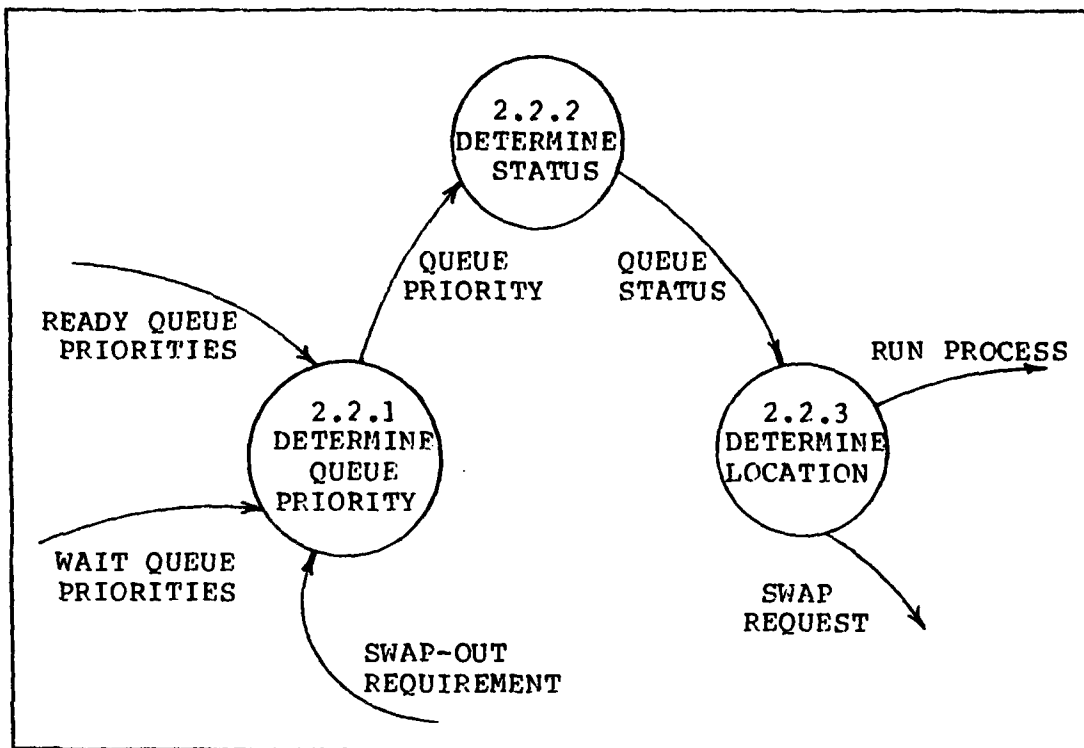 2.2.2
DETERMINE
STATUS
QUEUE
PRIORITY
QUEUE
STATUS
READY QUEUE
PRIORITIES
RUN PROCESS
2.2.1
DETERMINE
QUEUE
PRIORITY
2.2.3
DETERMINE
LOCATION
WAIT QUEUE
PRIORITIES
SWAP
REQUEST
SWAP-OUT
REQUIREMENT